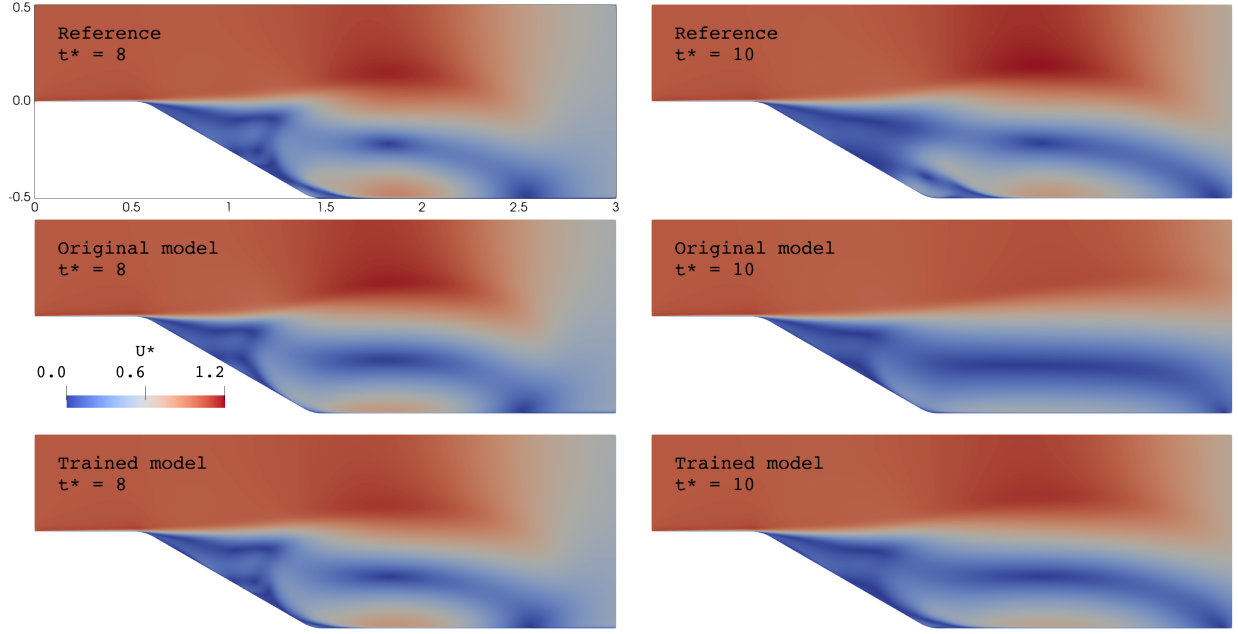 0.5
Reference
t* = 8
0.0
-0.5
0 0.5 1 1.5 2 2.5 3
Reference
t* = 10
Original model
t* = 8
U*
0.0 0.6 1.2
Original model
t* = 10
Trained model
t* = 8
Trained model
t* = 10